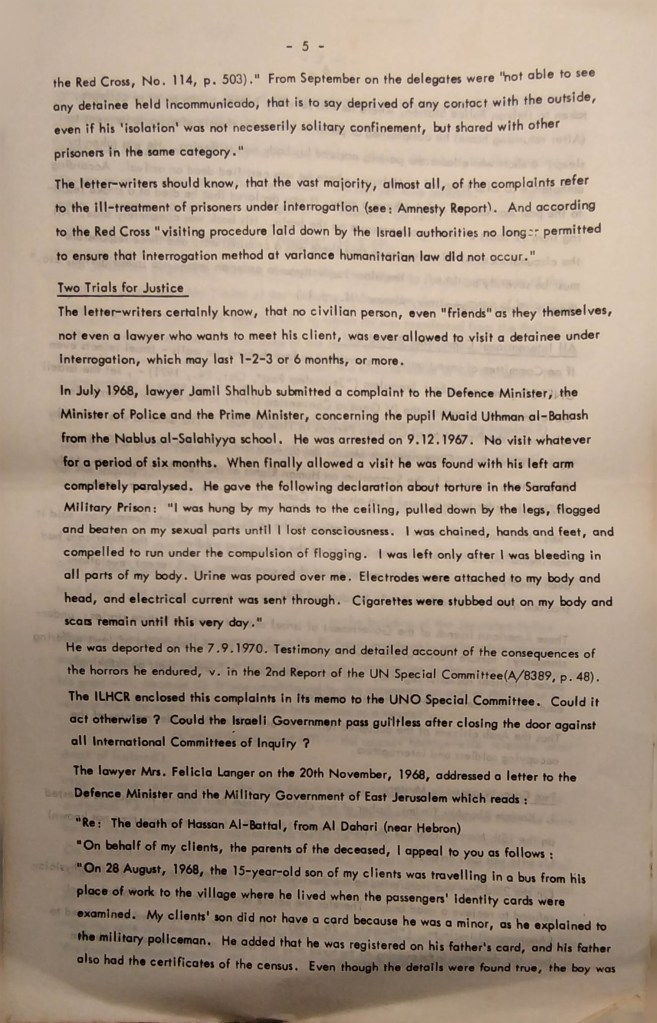 - 5 -
the Red Cross, No. 114, p. 503)." From September on the delegates were "not able to see
any detainee held incommunicado, that is to say deprived of any contact with the outside,
even if his 'isolation' was not necesserily solitary confinement, but shared with other
prisoners in the same category."
The letter-writers should know, that the vast majority, almost all, of the complaints refer
to the ill-treatment of prisoners under interrogation (see: Amnesty Report). And according
to the Red Cross "visiting procedure laid down by the Israeli authorities no longer permitted
to ensure that interrogation method at variance humanitarian law did not occur."
Two Trials for Justice
The letter-writers certainly know, that no civilian person, even "friends" as they themselves,
not even a lawyer who wants to meet his client, was ever allowed to visit a detainee under
interrogation, which may last 1-2-3 or 6 months, or more.
In July 1968, lawyer Jamil Shalhub submitted a complaint to the Defence Minister, the
Minister of Police and the Prime Minister, concerning the pupil Muaid Uthman al-Bahash
from the Nablus al-Salahiyya school. He was arrested on 9.12.1967. No visit whatever
for a period of six months. When finally allowed a visit he was found with his left arm
completely paralysed. He gave the following declaration about torture in the Sarafand
Military Prison: "I was hung by my hands to the ceiling, pulled down by the legs, flogged
and beaten on my sexual parts until I lost consciousness. I was chained, hands and feet, and
compelled to run under the compulsion of flogging. I was left only after I was bleeding in
all parts of my body. Urine was poured over me. Electrodes were attached to my body and
head, and electrical current was sent through. Cigarettes were stubbed out on my body and
scars remain until this very day."
He was deported on the 7.9.1970. Testimony and detailed account of the consequences of
the horrors he endured, v. in the 2nd Report of the UN Special Committee(A/8389, p. 48).
The ILHCR enclosed this complaints in its memo to the UNO Special Committee. Could it
act otherwise ? Could the Israeli Government pass guiltless after closing the door against
all International Committees of Inquiry ?
The lawyer Mrs. Felicia Langer on the 20th November, 1968, addressed a letter to the
Defence Minister and the Military Government of East Jerusalem which reads :
"Re: The death of Hassan Al-Battal, from Al Dahari (near Hebron)
"On behalf of my clients, the parents of the deceased, I appeal to you as follows :
"On 28 August, 1968, the 15-year-old son of my clients was travelling in a bus from his
place of work to the village where he lived when the passengers' identity cards were
examined. My clients' son did not have a card because he was a minor, as he explained to
the military policeman. He added that he was registered on his father's card, and his father
also had the certificates of the census. Even though the details were found true, the boy was